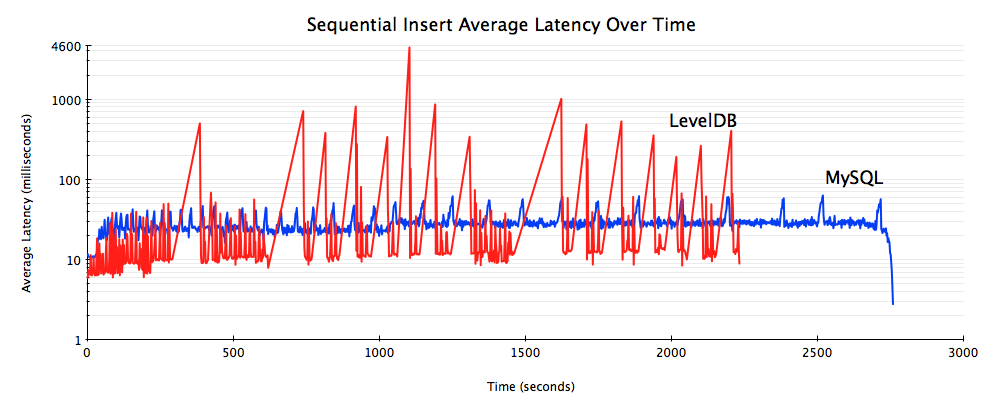 Sequential Insert Average Latency Over Time
4600
1000
100
10
1
Average Latency (milliseconds)
LevelDB
MySQL
0 500 1000 1500 2000 2500 3000
Time (seconds)